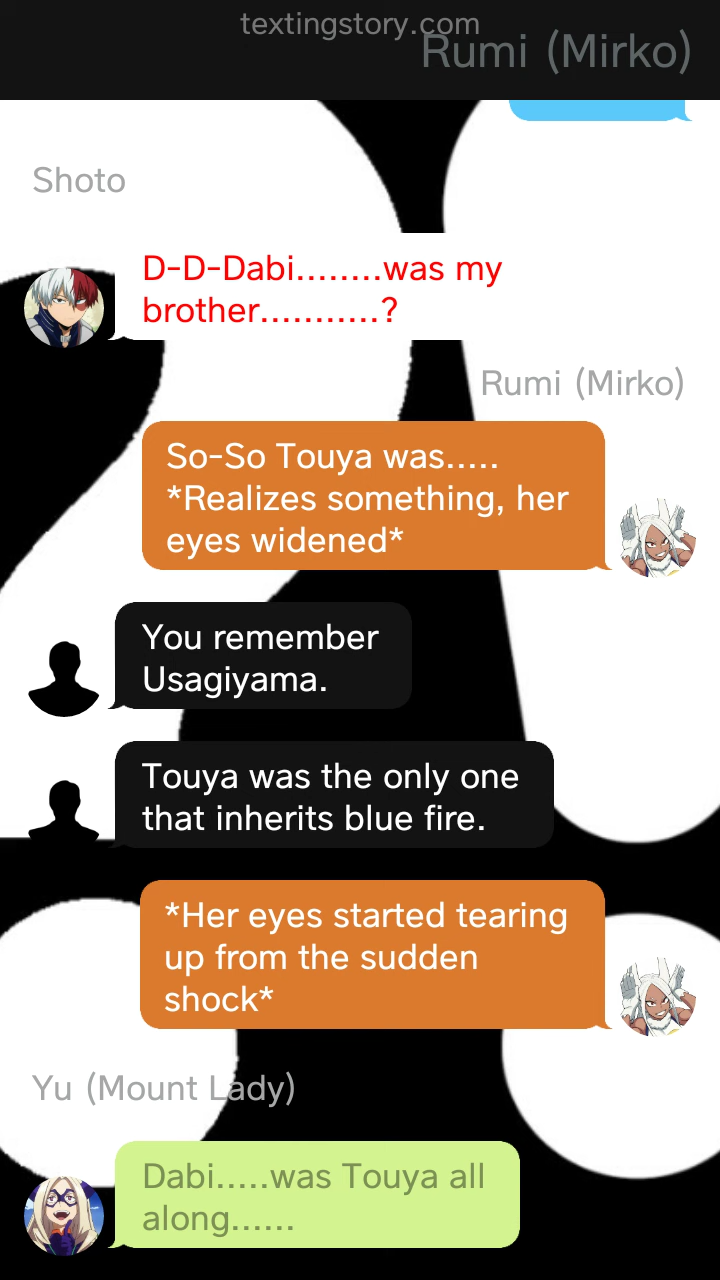 textingstory.com
Rumi (Mirko)
Shoto
D-D-Dabi........was my
brother...........?
Rumi (Mirko)
So-So Touya was.....
*Realizes something, her
eyes widened*
You remember
Usagiyama.
Touya was the only one
that inherits blue fire.
*Her eyes started tearing
up from the sudden
shock*
Yu (Mount Lady)
Dabi.....was Touya all
along......